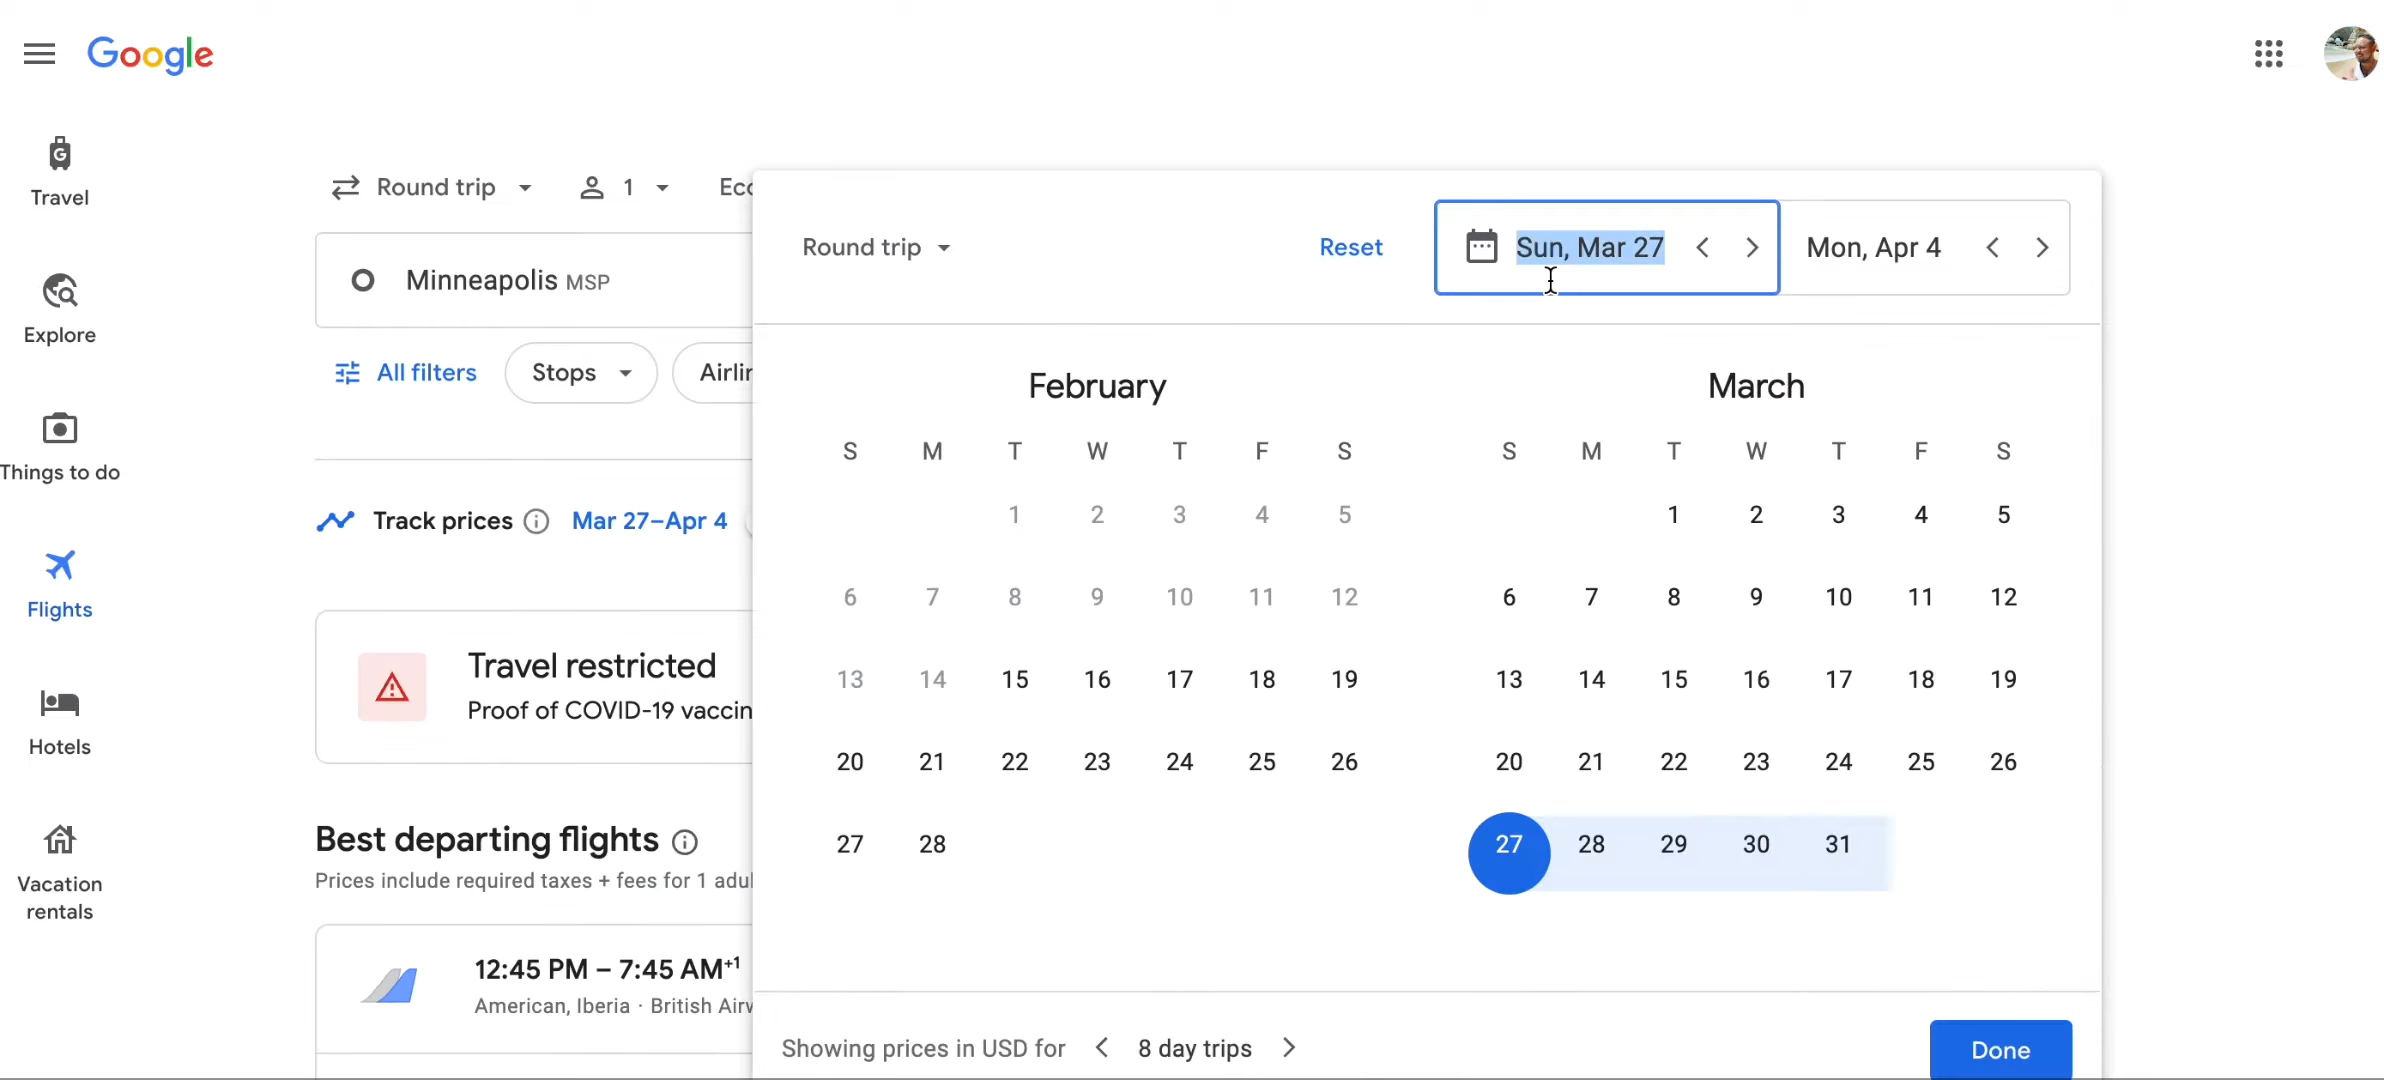 Google
Travel
Explore
Things to do
Flights
Hotels
Vacation
rentals
Round trip 1
Minneapolis MSP
All filters Stops
Track prices Mar 27–Apr 4
Travel restricted
Proof of COVID-19
Best departing flights
Prices include required taxes + fees for 1
12:45 PM – 7:45 AM+1
American, Iberia · British
Round trip Reset Sun, Mar 27 Mon, Apr 4
February
S M T W T F S
1 2 3 4 5
6 7 8 9 10 11 12
13 14 15 16 17 18 19
20 21 22 23 24 25 26
27 28
March
S M T W T F S
1 2 3 4 5
6 7 8 9 10 11 12
13 14 15 16 17 18 19
20 21 22 23 24 25 26
27 28 29 30 31
Showing prices in USD for 8 day trips
Done